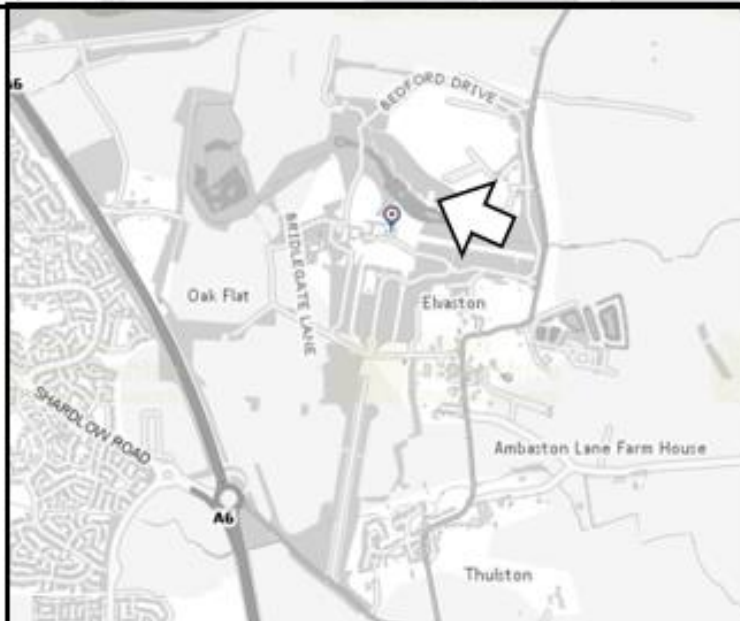 A6
BEDFORD DRIVE
BRIDLEGATE LANE
Oak Flat
Elvaston
SHARDLOW ROAD
Ambaston Lane Farm House
A6
Thulston